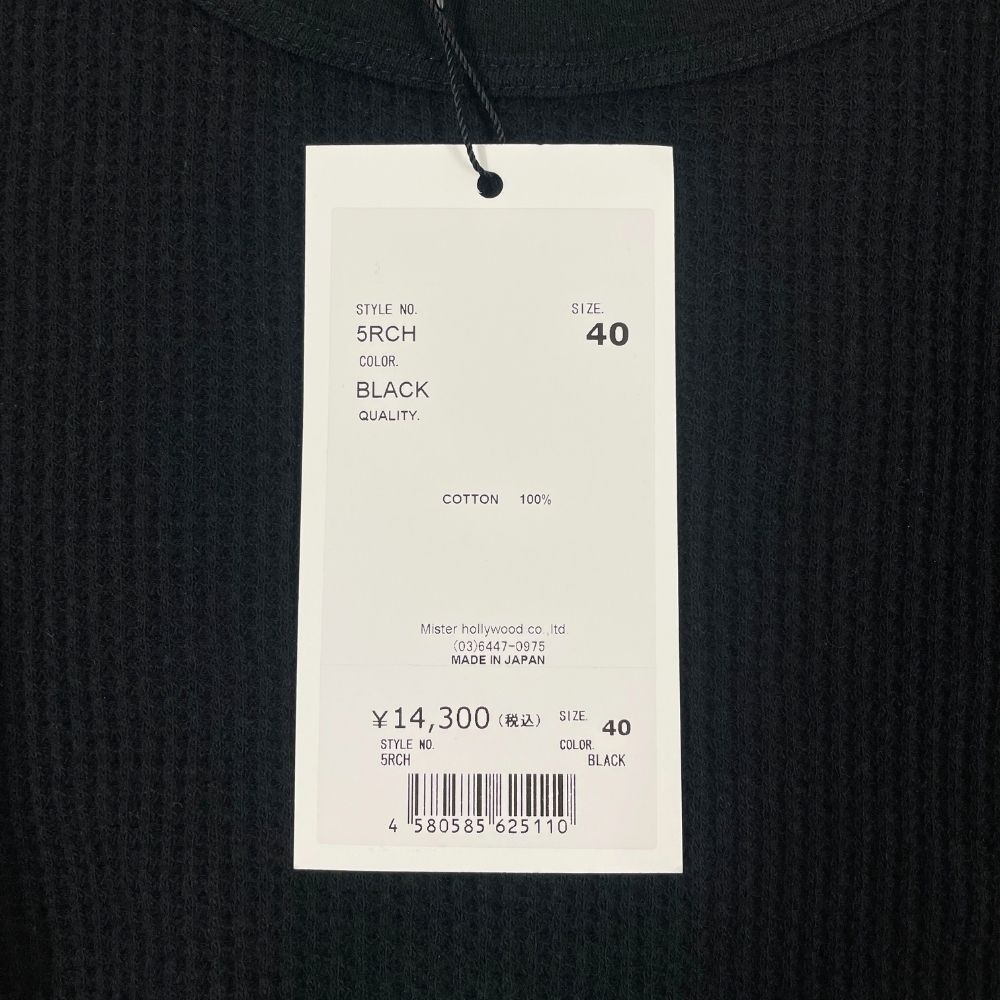 STYLE NO.
SIZE.
5RCH
40
COLOR.
BLACK
QUALITY.
COTTON 100%
Mister hollywood co.,ltd
(03)6447-0975
MADE IN JAPAN
¥14,300(税込)
SIZE.
40
STYLE NO.
COLOR.
5RCH
BLACK
4 580585 625110